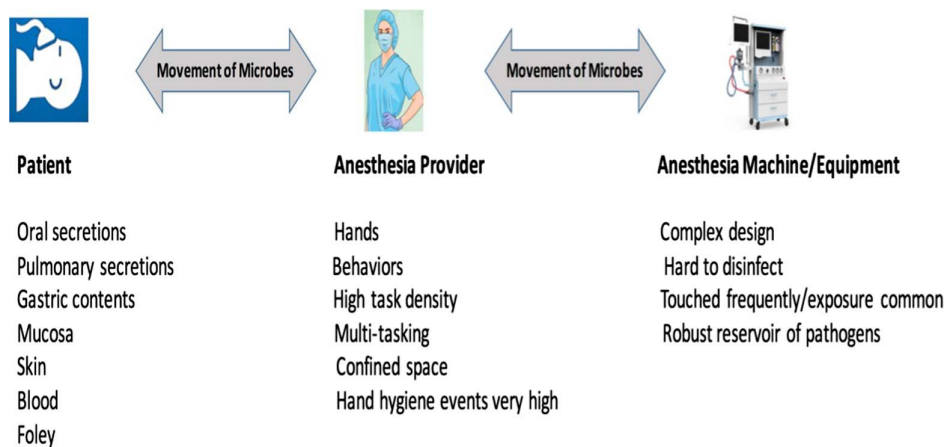 Movement of Microbes
Movement of Microbes
Patient
Oral secretions
Pulmonary secretions
Gastric contents
Mucosa
Skin
Blood
Foley
Anesthesia Provider
Hands
Behaviors
High task density
Multi-tasking
Confined space
Hand hygiene events very high
Anesthesia Machine/Equipment
Complex design
Hard to disinfect
Touched frequently/exposure common
Robust reservoir of pathogens